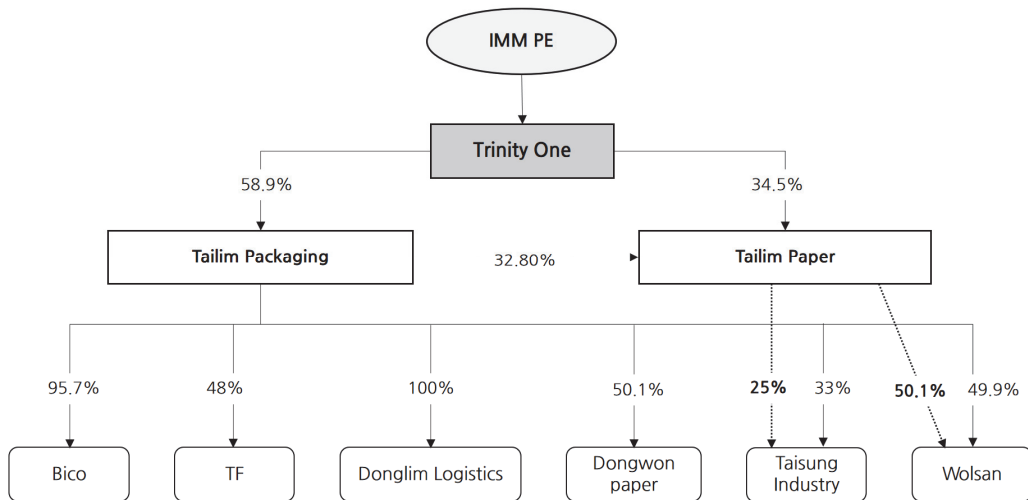 IMM PE
Trinity One
58.9%
34.5%
Tailim Packaging
32.80%
Tailim Paper
95.7%
48%
100%
50.1%
25%
33%
50.1%
49.9%
Bico
TF
Donglim Logistics
Dongwon
paper
Taisung
Industry
Wolsan